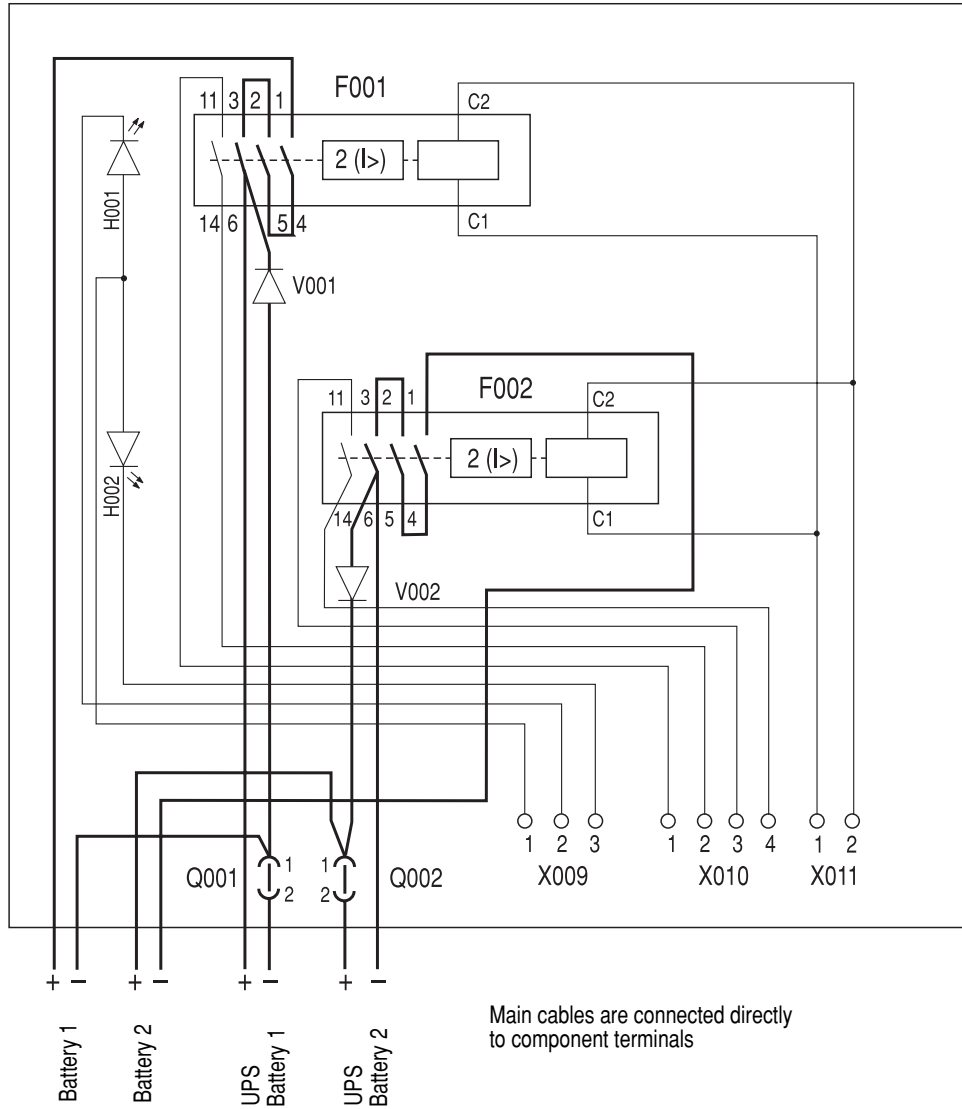 F001
11 3 2 1
C2
2 (I>)
H001
14 6 5 4
C1
V001
F002
11 3 2 1
C2
2 (I>)
H002
14 6 5 4
C1
V002
1 2 3
1 2 3 4
1 2
X009
X010
X011
Q001
1
2
1
2
Q002
+ − + − + − + −
Battery 1
Battery 2
UPS
Battery 1
UPS
Battery 2
Main cables are connected directly
to component terminals